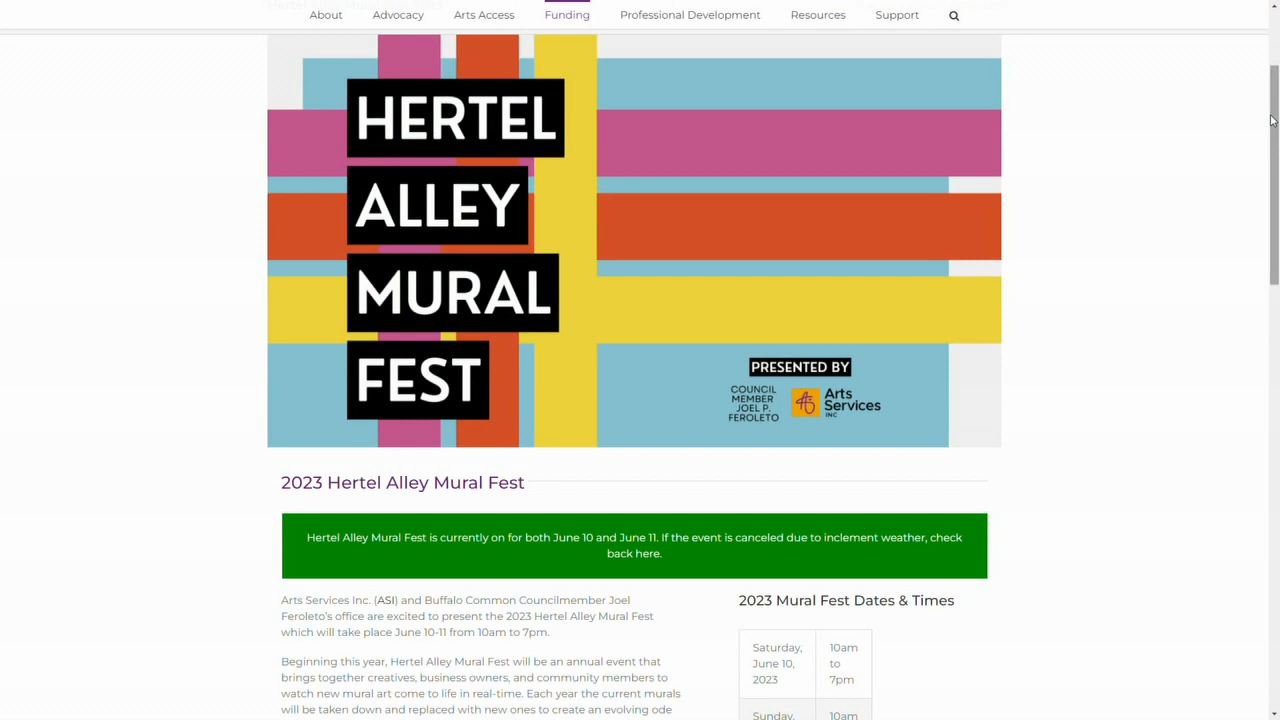 About Advocacy Arts Access Funding Professional Development Resources Support
HERTEL
ALLEY
MURAL
FEST
PRESENTED BY
COUNCIL
MEMBER
JOEL P.
FEROLETO
Arts
Services
INC
2023 Hertel Alley Mural Fest
Hertel Alley Mural Fest is currently on for both June 10 and June 11. If the event is canceled due to inclement weather, check
back here.
Arts Services Inc. (ASI) and Buffalo Common Councilmember Joel
Feroleto's office are excited to present the 2023 Hertel Alley Mural Fest
which will take place June 10-11 from 10am to 7pm.
Beginning this year, Hertel Alley Mural Fest will be an annual event that
brings together creatives, business owners, and community members to
watch new mural art come to life in real-time. Each year the current murals
will be taken down and replaced with new ones to create an evolving ode
2023 Mural Fest Dates & Times
Saturday,
June 10,
2023
10am
to
7pm
Sunday,
10am